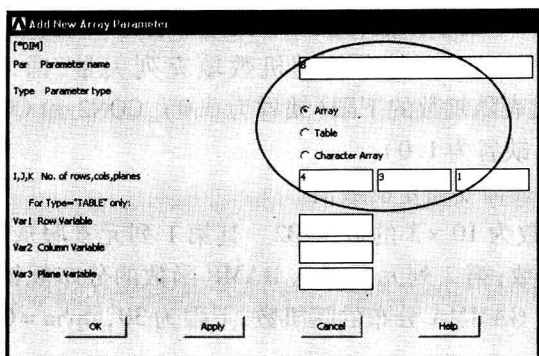 Add New Array Parameter
[*DIM]
Par Parameter name
Type Parameter type
Array
Table
Character Array
I,J,K No. of rows,cols,planes
4 3 1
For Type="TABLE" only:
Var1 Row Variable
Var2 Column Variable
Var3 Plane Variable
OK Apply Cancel Help